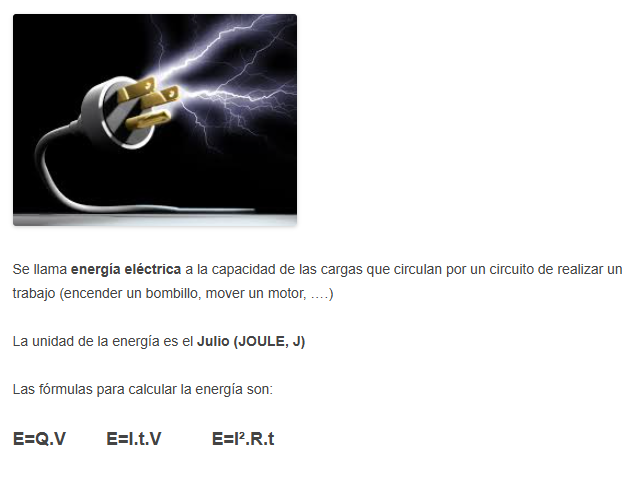 Se llama energía eléctrica a la capacidad de las cargas que circulan por un circuito de realizar un
trabajo (encender un bombillo, mover un motor, ….)
La unidad de la energía es el Julio (JOULE, J)
Las fórmulas para calcular la energía son:
E=Q.V E=I.t.V E=I².R.t